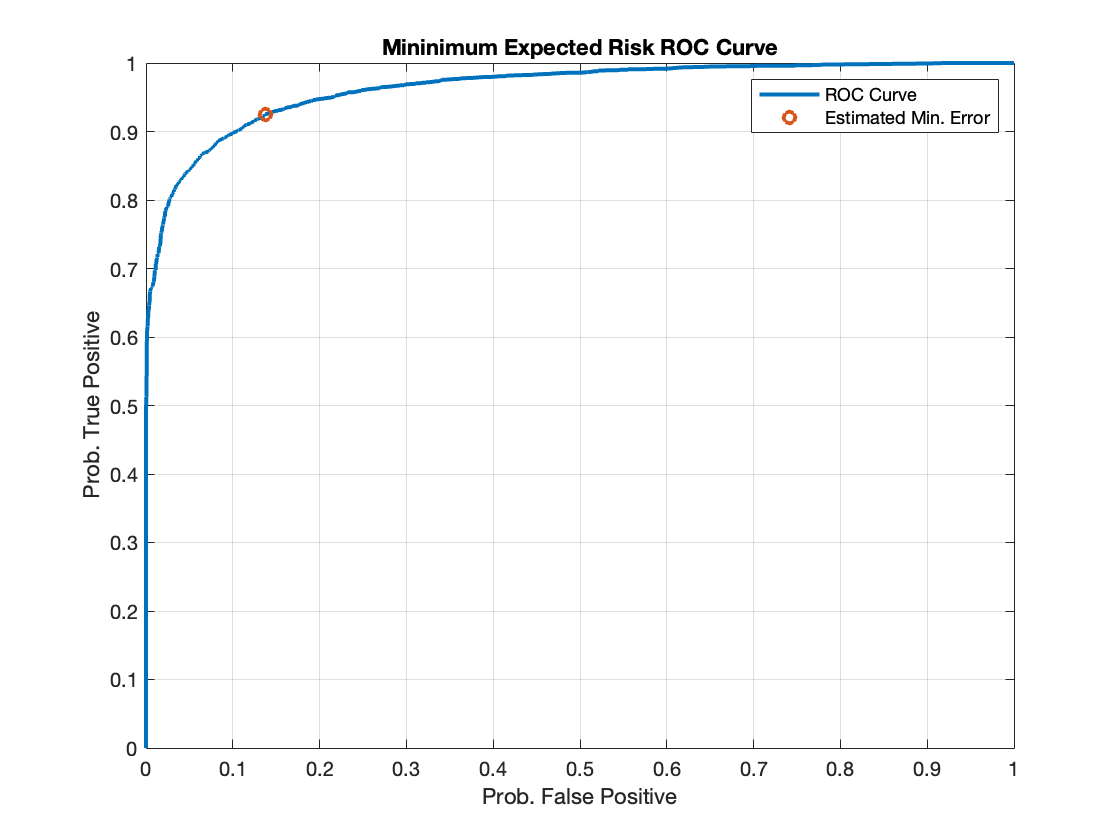 Mininimum Expected Risk ROC Curve
ROC Curve
Estimated Min. Error
Prob. True Positive
1
0.9
0.8
0.7
0.6
0.5
0.4
0.3
0.2
0.1
0
0 0.1 0.2 0.3 0.4 0.5 0.6 0.7 0.8 0.9 1
Prob. False Positive